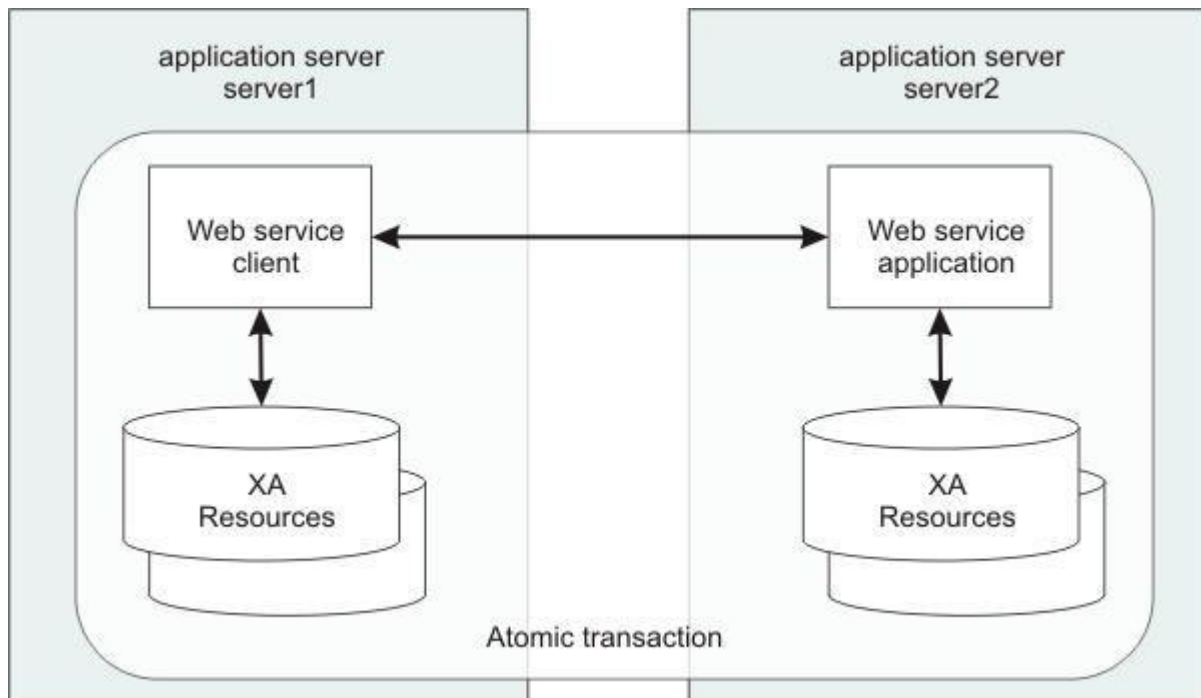 application server
server1
application server
server2
Web service
client
Web service
application
XA
Resources
XA
Resources
Atomic transaction